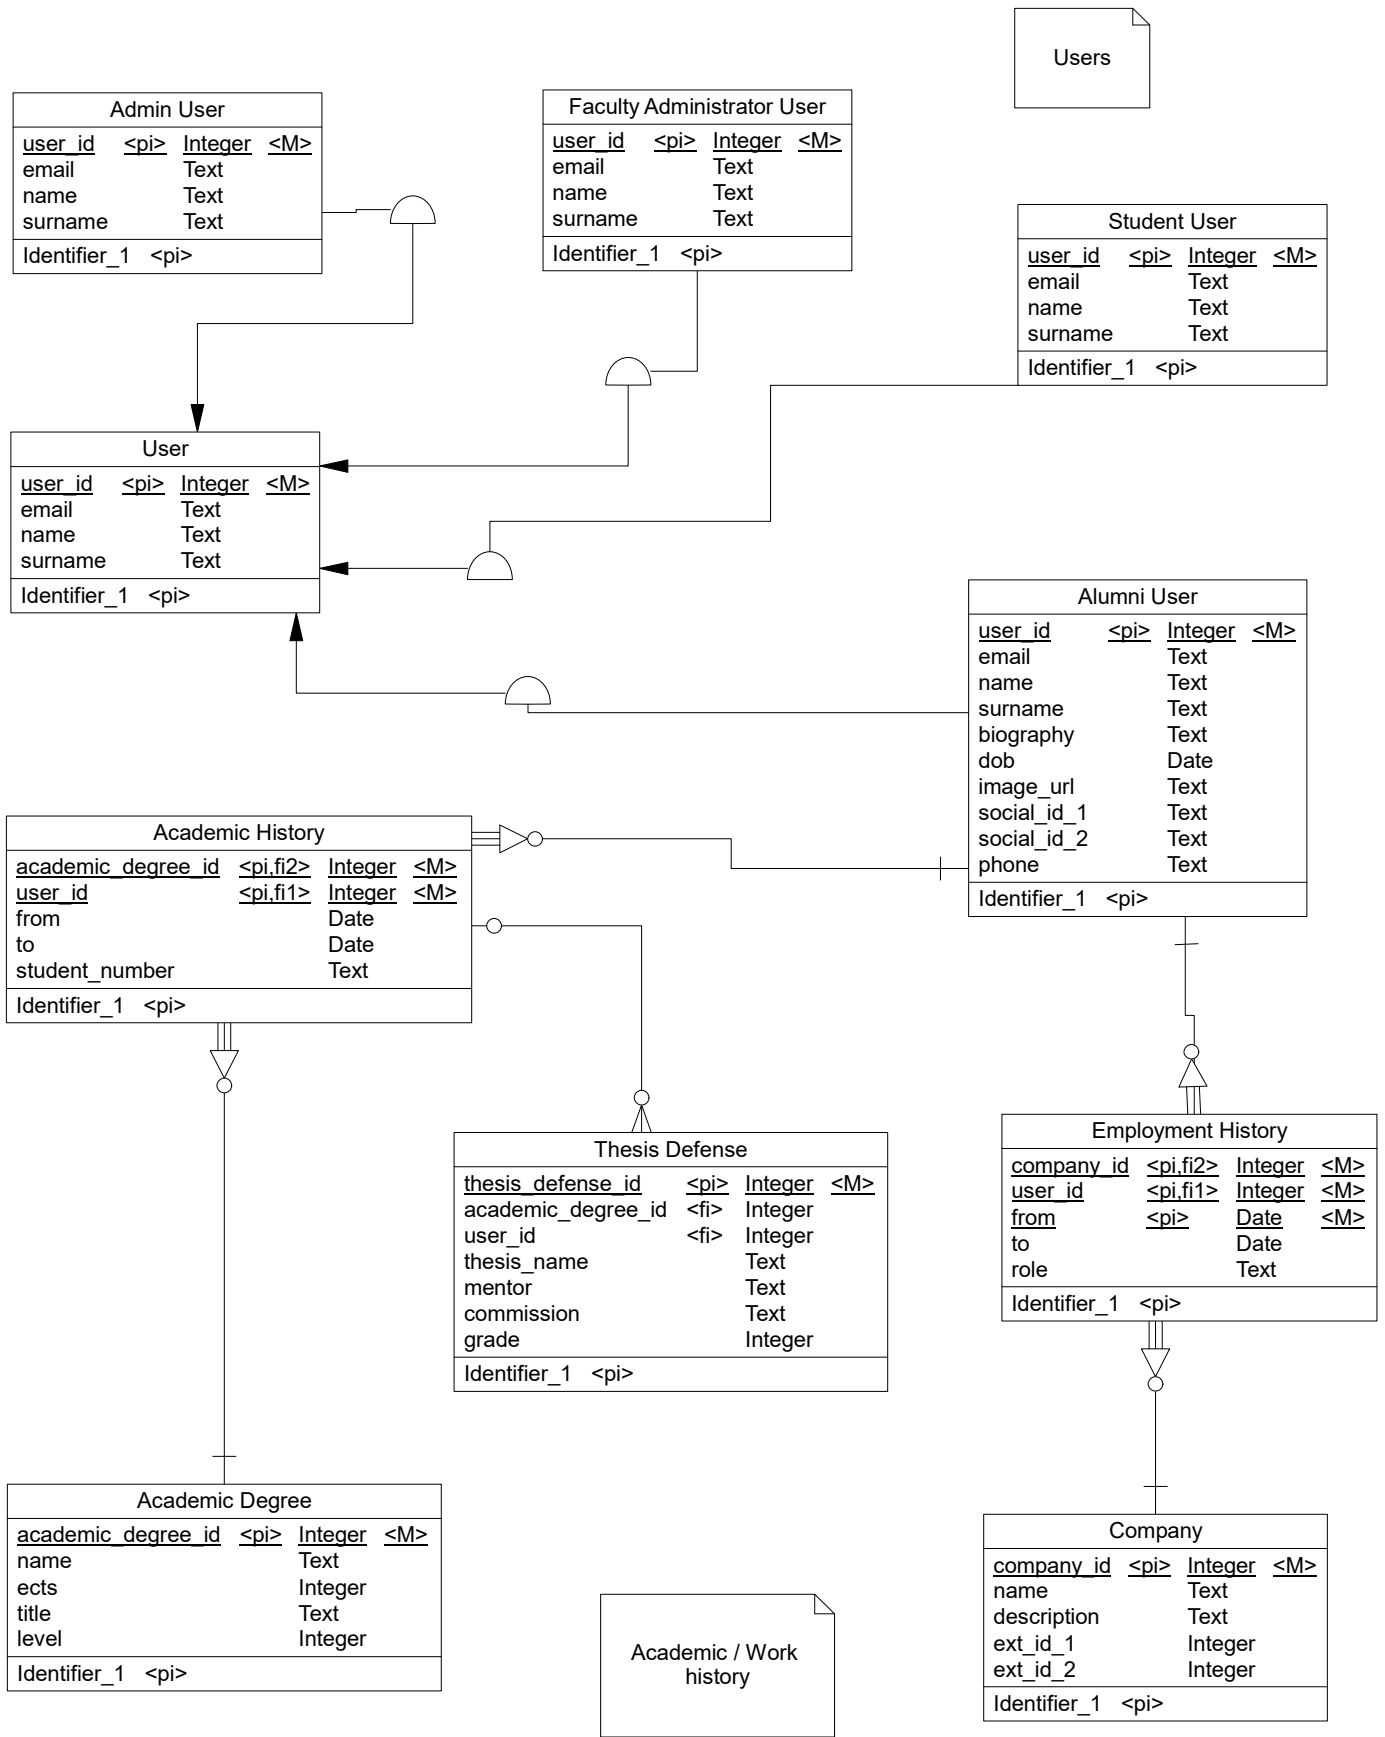 Users
Admin User
user_id <pi> Integer <M>
email Text
name Text
surname Text
Identifier_1 <pi>
Faculty Administrator User
user_id <pi> Integer <M>
email Text
name Text
surname Text
Identifier_1 <pi>
Student User
user_id <pi> Integer <M>
email Text
name Text
surname Text
Identifier_1 <pi>
User
user_id <pi> Integer <M>
email Text
name Text
surname Text
Identifier_1 <pi>
Alumni User
user_id <pi> Integer <M>
email Text
name Text
surname Text
biography Text
dob Date
image_url Text
social_id_1 Text
social_id_2 Text
phone Text
Identifier_1 <pi>
Academic History
academic_degree_id <pi,fi2> Integer <M>
user_id <pi,fi1> Integer <M>
from Date
to Date
student_number Text
Identifier_1 <pi>
Thesis Defense
thesis_defense_id <pi> Integer <M>
academic_degree_id <fi> Integer
user_id <fi> Integer
thesis_name Text
mentor Text
commission Text
grade Integer
Identifier_1 <pi>
Employment History
company_id <pi,fi2> Integer <M>
user_id <pi,fi1> Integer <M>
from <pi> Date <M>
to Date
role Text
Identifier_1 <pi>
Academic Degree
academic_degree_id <pi> Integer <M>
name Text
ects Integer
title Text
level Integer
Identifier_1 <pi>
Company
company_id <pi> Integer <M>
name Text
description Text
ext_id_1 Integer
ext_id_2 Integer
Identifier_1 <pi>
Academic / Work
history